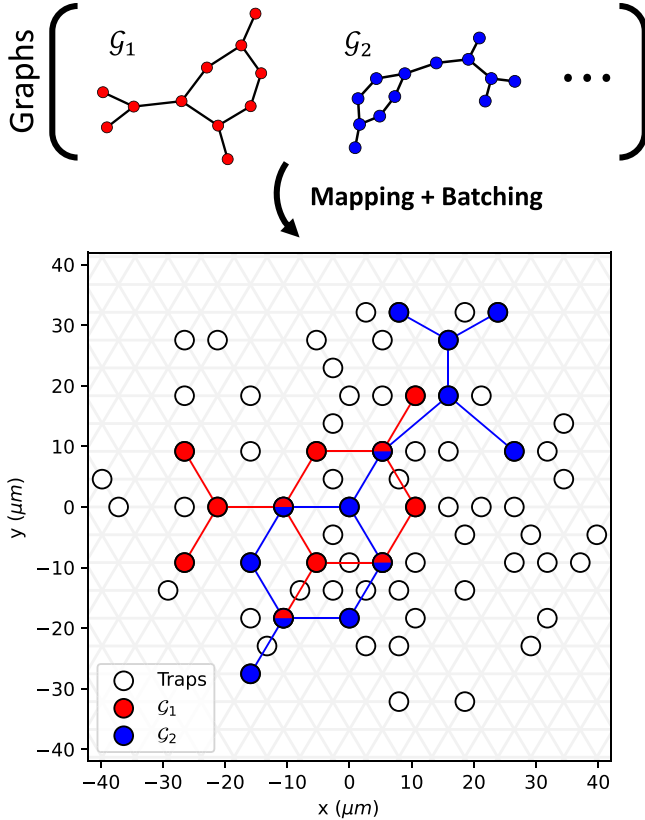 Graphs
𝒢₁
𝒢₂
...
Mapping + Batching
40
30
20
10
0
−10
−20
−30
−40
y (μm)
Traps
𝒢₁
𝒢₂
−40 −30 −20 −10 0 10 20 30 40
x (μm)